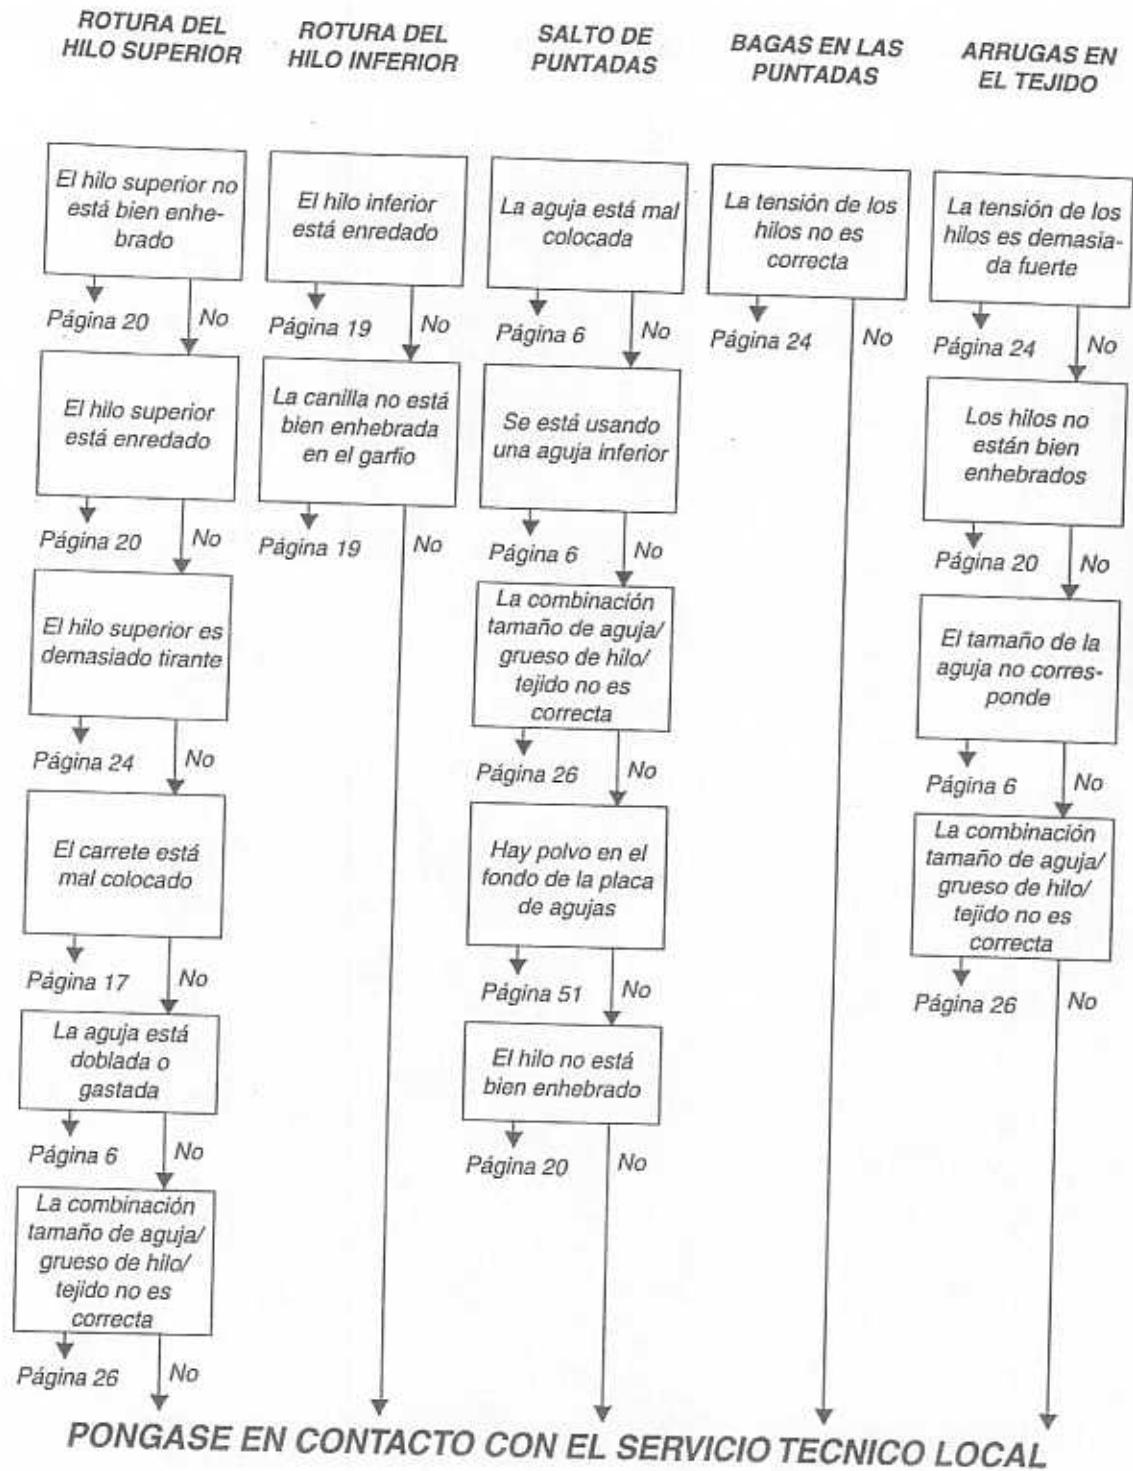 ROTURA DEL
HILO SUPERIOR
El hilo superior no
está bien enhe-
brado
Página 20
No
El hilo superior
está enredado
Página 20
No
El hilo superior es
demasiado tirante
Página 24
No
El carrete está
mal colocado
Página 17
No
La aguja está
doblada o
gastada
Página 6
No
La combinación
tamaño de aguja/
grueso de hilo/
tejido no es
correcta
Página 26
No
ROTURA DEL
HILO INFERIOR
El hilo inferior
está enredado
Página 19
No
La canilla no está
bien enhebrada
en el garfio
Página 19
No
SALTO DE
PUNTADAS
La aguja está mal
colocada
Página 6
No
Se está usando
una aguja inferior
Página 6
No
La combinación
tamaño de aguja/
grueso de hilo/
tejido no es
correcta
Página 26
No
Hay polvo en el
fondo de la placa
de agujas
Página 51
No
El hilo no está
bien enhebrado
Página 20
No
BAGAS EN LAS
PUNTADAS
La tensión de los
hilos no es
correcta
Página 24
No
ARRUGAS EN
EL TEJIDO
La tensión de los
hilos es demasia-
da fuerte
Página 24
No
Los hilos no
están bien
enhebrados
Página 20
No
El tamaño de la
aguja no corres-
ponde
Página 6
No
La combinación
tamaño de aguja/
grueso de hilo/
tejido no es
correcta
Página 26
No
PONGASE EN CONTACTO CON EL SERVICIO TECNICO LOCAL